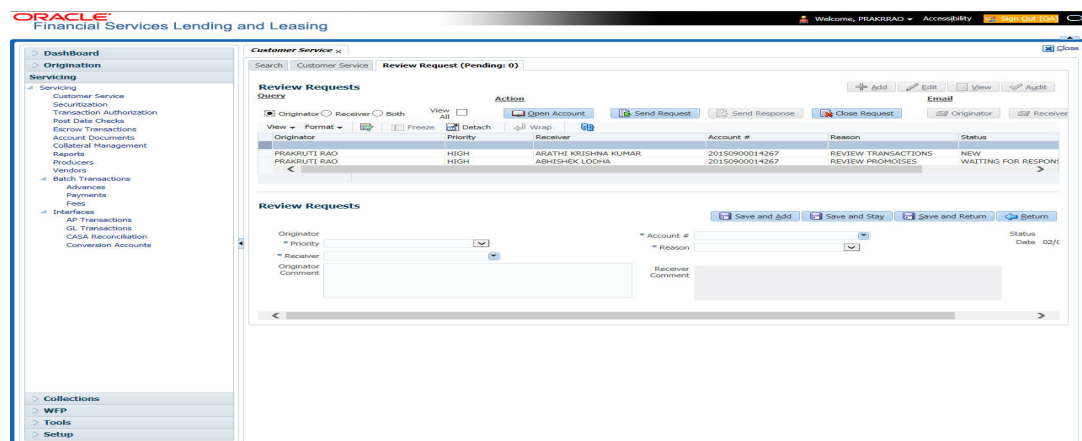 ORACLE
Financial Services Lending and Leasing
Welcome, PRAKRRAO Accessibility Sign Out [QA]
Close
DashBoard
Origination
Servicing
Servicing
Customer Service
Securitization
Transaction Authorization
Post Date Checks
Escrow Transactions
Account Documents
Collateral Management
Reports
Producers
Vendors
Batch Transactions
Advances
Payments
Fees
Interfaces
AP Transactions
GL Transactions
CASA Reconciliation
Conversion Accounts
Collections
WFP
Tools
Setup
Customer Service x
Search Customer Service Review Request (Pending: 0)
Review Requests
Add Edit View Audit
Query Action Email
Originator Receiver Both View All Open Account Send Request Send Response Close Request Originator Receiver
View Format Freeze Detach Wrap
Originator Priority Receiver Account # Reason Status
PRAKRUTI RAO HIGH ARATHI KRISHNA KUMAR 20150900014267 REVIEW TRANSACTIONS NEW
PRAKRUTI RAO HIGH ABHISHEK LODHA 20150900014267 REVIEW PROMOISES WAITING FOR RESPONS
Review Requests
Save and Add Save and Stay Save and Return Return
Originator * Account # Status
* Priority * Reason Date 02/0
* Receiver
Originator Comment Receiver Comment